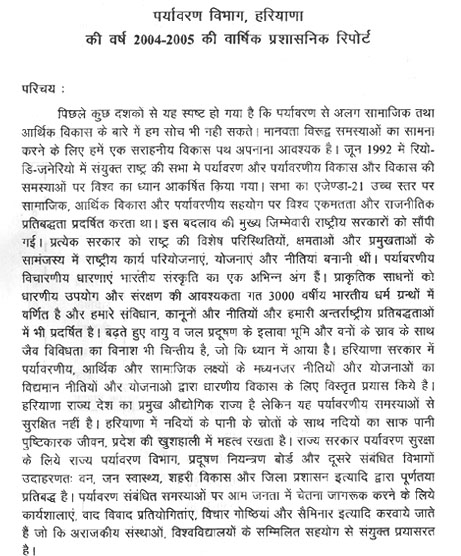 पर्यावरण विभाग, हरियाणा
की वर्ष 2004-2005 की वार्षिक प्रशासनिक रिपोर्ट
परिचय :
पिछले कुछ दशकों से यह स्पष्ट हो गया है कि पर्यावरण से अलग सामाजिक तथा
आर्थिक विकास के बारे में हम सोच भी नही सकते। मानवता विरूद्व समस्याओं का सामना
करने के लिए हमें एक सराहनीय विकास पथ अपनाना आवश्यक है। जून 1992 मे रियो-
डि-जनेरियो में संयुक्त राष्ट्र की सभा मे पर्यावरण और पर्यावरणीय विकास और विकास की
समस्याओं पर विश्व का ध्यान आकर्षित किया गया। सभा का एजेण्डा-21 उच्च स्तर पर
सामाजिक, आर्थिक विकास और पर्यावरणीय सहयोग पर विश्व एकमतता और राजनीतिक
प्रतिबद्धता प्रदर्षित करता था। इस बदलाव की मुख्य जिम्मेवारी राष्ट्रीय सरकारों को सौंपी
गई। प्रत्येक सरकार को राष्ट्र की विशेष परिस्थितियों, क्षमताओं और प्रमुखताओं के
सामंजस्य में राष्ट्रीय कार्य परियोजनाएं, योजनाएं और नीतियां बनानी थीं। पर्यावरणीय
विचारणीय धारणाएं भारतीय संस्कृति का एक अभिन्न अंग हैं। प्राकृतिक साधनों को
धारणीय उपयोग और संरक्षण की आवश्यकता गत 3000 वर्षीय भारतीय धर्म ग्रन्थों में
वर्णित है और हमारे संविधान, कानूनों और नीतियों और हमारी अन्तर्राष्ट्रीय प्रतिबद्धताओं
में भी प्रदर्षित है। बढ़ते हुए वायु व जल प्रदूषण के इलावा भूमि और वनों के ह्राव के साथ
जैव विविधता का विनाश भी चिन्तीय है, जो कि ध्यान में आया है। हरियाणा सरकार में
पर्यावरणीय, आर्थिक और सामाजिक लक्ष्यों के मध्यनजर नीतियो और योजनाओं का
विद्यमान नीतियों और योजनाओ द्वारा धारणीय विकास के लिए विस्तृत प्रयास किये है।
हरियाणा राज्य देश का प्रमुख औद्योगिक राज्य है लेकिन यह पर्यावरणीय समस्याओं से
सुरक्षित नहीं है। हरियाणा में नदीयों के पानी के स्रोतों के साथ नदीयों का साफ पानी
पुष्टिकारक जीवन, प्रदेश की खुशहाली में महत्व रखता है। राज्य सरकार पर्यावरण सुरक्षा
के लिये राज्य पर्यावरण विभाग, प्रदूषण नियन्त्रण बोर्ड और दूसरे संबंधित विभागों
उदाहरणतः वन, जन स्वास्थ्य, शहरी विकास और जिला प्रशासन इत्यादि द्वारा पूर्णतया
प्रतिबद्ध है। पर्यावरण संबंधित समस्याओं पर आम जनता में चेतना जागरूक करने के लिये
कार्यशालाएं, वाद विवाद प्रतियोगिताएं, विचार गोष्ठियां और सैमिनार इत्यादि करवाये जाते
हैं जो कि अराजकीय संस्थाओं, विश्वविद्यालयों के सम्मिलित सहयोग से संयुक्त प्रयासरत
है।